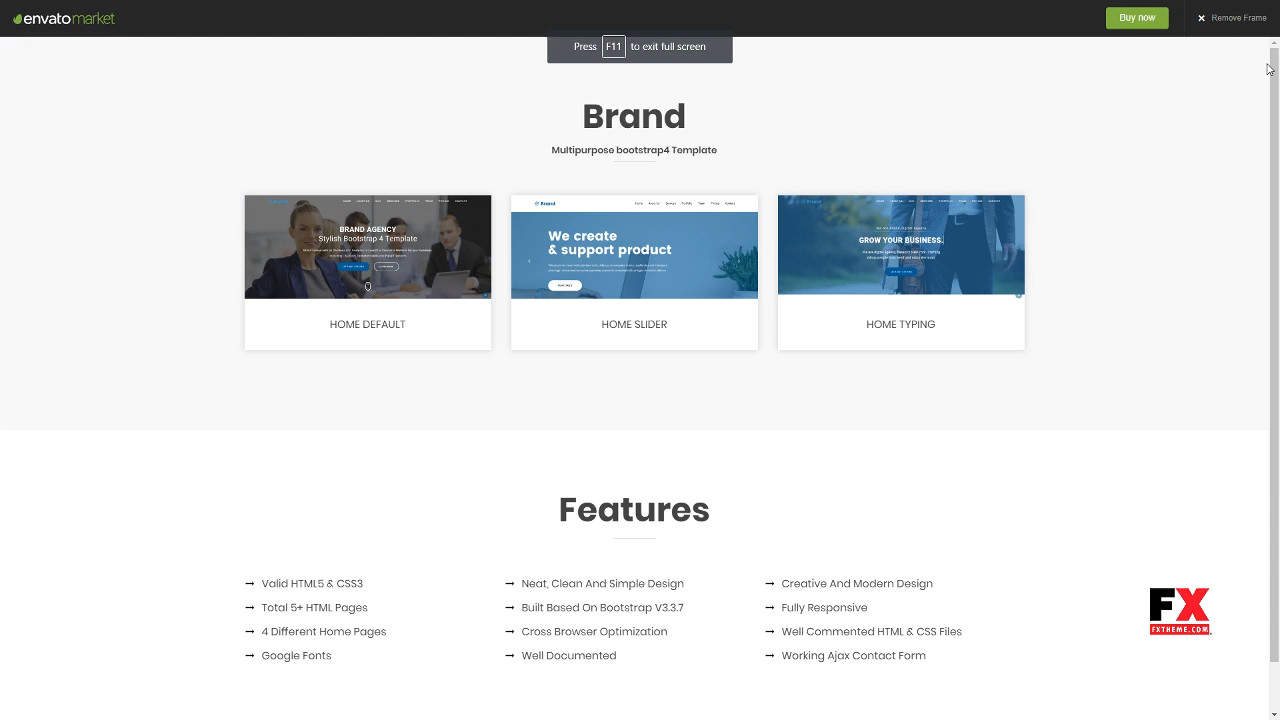 envato market
Buy now
Remove Frame
Press F11 to exit full screen
Brand
Multipurpose bootstrap4 Template
BRAND AGENCY
Stylish Bootstrap 4 Template
HOME DEFAULT
Brand
We create
& support product
HOME SLIDER
Brand
GROW YOUR BUSINESS.
HOME TYPING
Features
Valid HTML5 & CSS3
Total 5+ HTML Pages
4 Different Home Pages
Google Fonts
Neat, Clean And Simple Design
Built Based On Bootstrap V3.3.7
Cross Browser Optimization
Well Documented
Creative And Modern Design
Fully Responsive
Well Commented HTML & CSS Files
Working Ajax Contact Form
FX
FXTHEME.COM